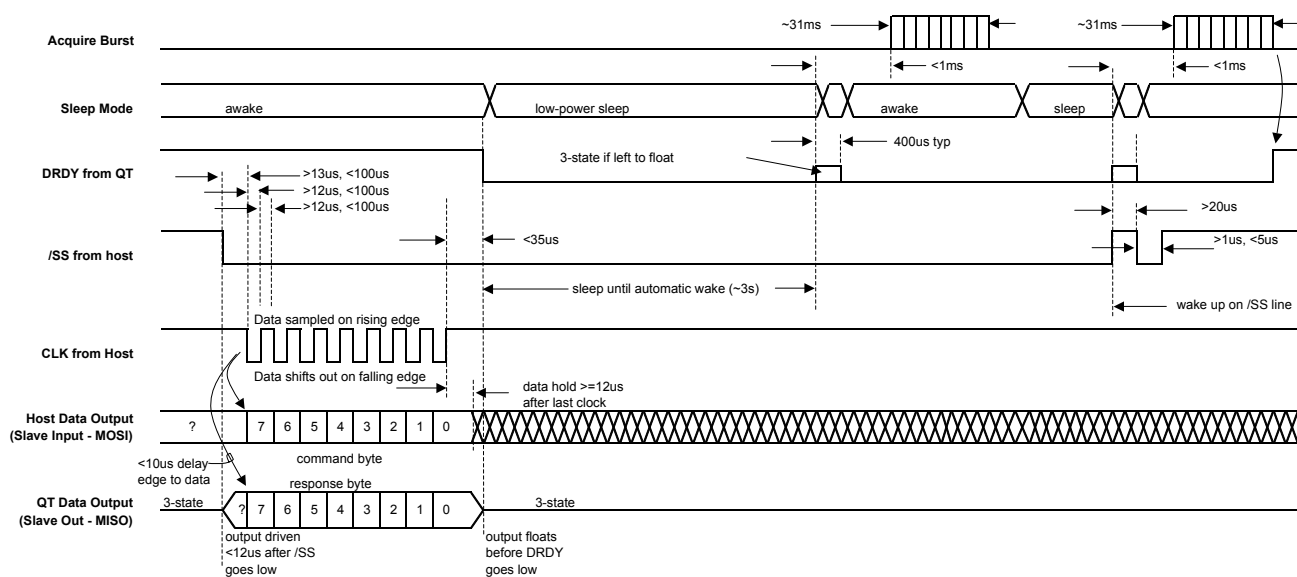 Acquire Burst
~31ms
~31ms
<1ms
<1ms
Sleep Mode
awake
low-power sleep
awake
sleep
400us typ
3-state if left to float
DRDY from QT
>13us, <100us
>12us, <100us
>12us, <100us
>20us
<35us
>1us, <5us
/SS from host
sleep until automatic wake (~3s)
wake up on /SS line
Data sampled on rising edge
CLK from Host
Data shifts out on falling edge
data hold >=12us
after last clock
Host Data Output
(Slave Input - MOSI)
? 7 6 5 4 3 2 1 0
<10us delay
edge to data
command byte
response byte
QT Data Output
(Slave Out - MISO)
3-state
? 7 6 5 4 3 2 1 0
3-state
output driven
<12us after /SS
goes low
output floats
before DRDY
goes low